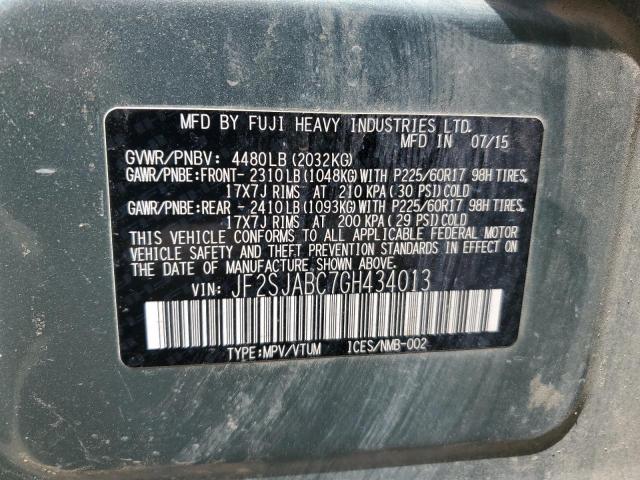 MFD BY FUJI HEAVY INDUSTRIES LTD.
MFD IN 07/15
GVWR/PNBV: 4480LB(2032KG)
GAWR/PNBE:FRONT- 2310LB(1048KG)WITH P225/60R17 98H TIRES,
17X7J RIMS AT 210 KPA(30 PSI)COLD
GAWR/PNBE:REAR - 2410LB(1093KG)WITH P225/60R17 98H TIRES,
17X7J RIMS AT 200 KPA(29 PSI)COLD
THIS VEHICLE CONFORMS TO ALL APPLICABLE FEDERAL MOTOR
VEHICLE SAFETY AND THEFT PREVENTION STANDARDS IN EFFECT ON
THE DATE OF MANUFACTURE SHOWN ABOVE.
VIN: JF2SJABC7GH434013
TYPE:MPV/VTUM ICES/NMB-002